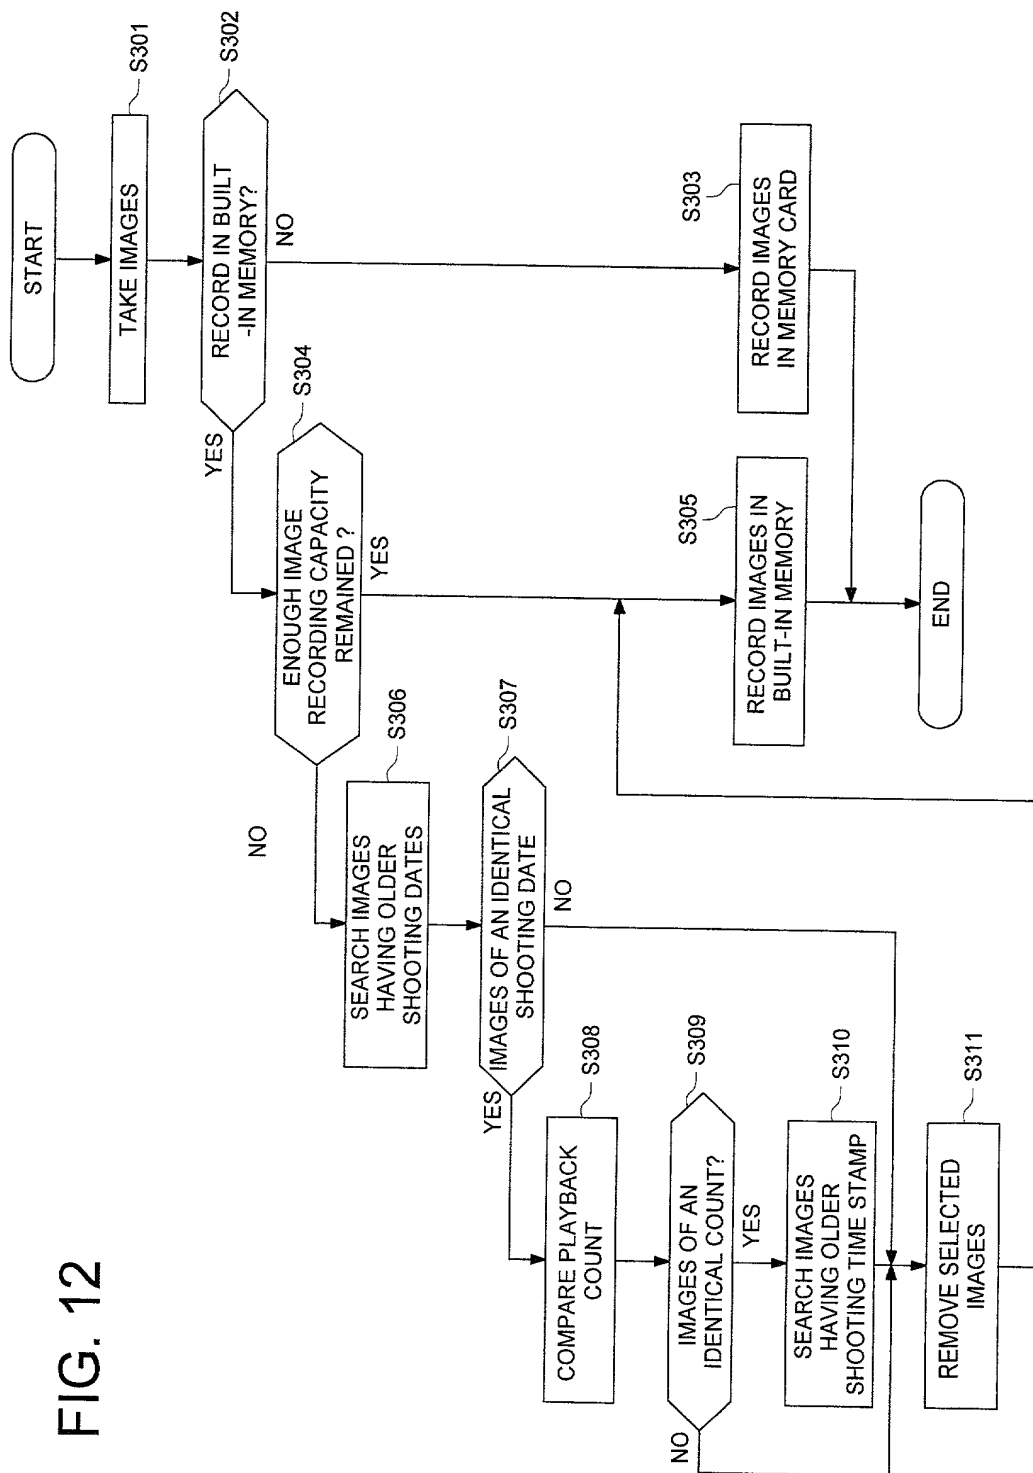 FIG. 12
START
TAKE IMAGES
S301
RECORD IN BUILT
-IN MEMORY?
S302
YES
NO
RECORD IMAGES
IN MEMORY CARD
S303
ENOUGH IMAGE
RECORDING CAPACITY
REMAINED ?
S304
YES
NO
RECORD IMAGES IN
BUILT-IN MEMORY
S305
END
SEARCH IMAGES
HAVING OLDER
SHOOTING DATES
S306
IMAGES OF AN IDENTICAL
SHOOTING DATE
S307
YES
NO
COMPARE PLAYBACK
COUNT
S308
IMAGES OF AN
IDENTICAL COUNT?
S309
NO
YES
SEARCH IMAGES
HAVING OLDER
SHOOTING TIME STAMP
S310
REMOVE SELECTED
IMAGES
S311